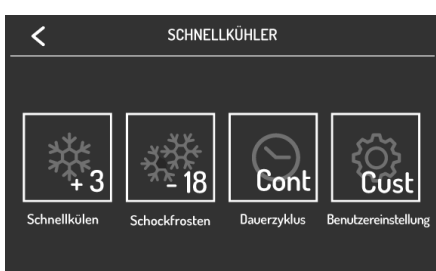 SCHNELLKÜHLER
+3
- 18
Cont
Cust
Schnellkülen
Schockfrosten
Dauerzyklus
Benutzereinstellung